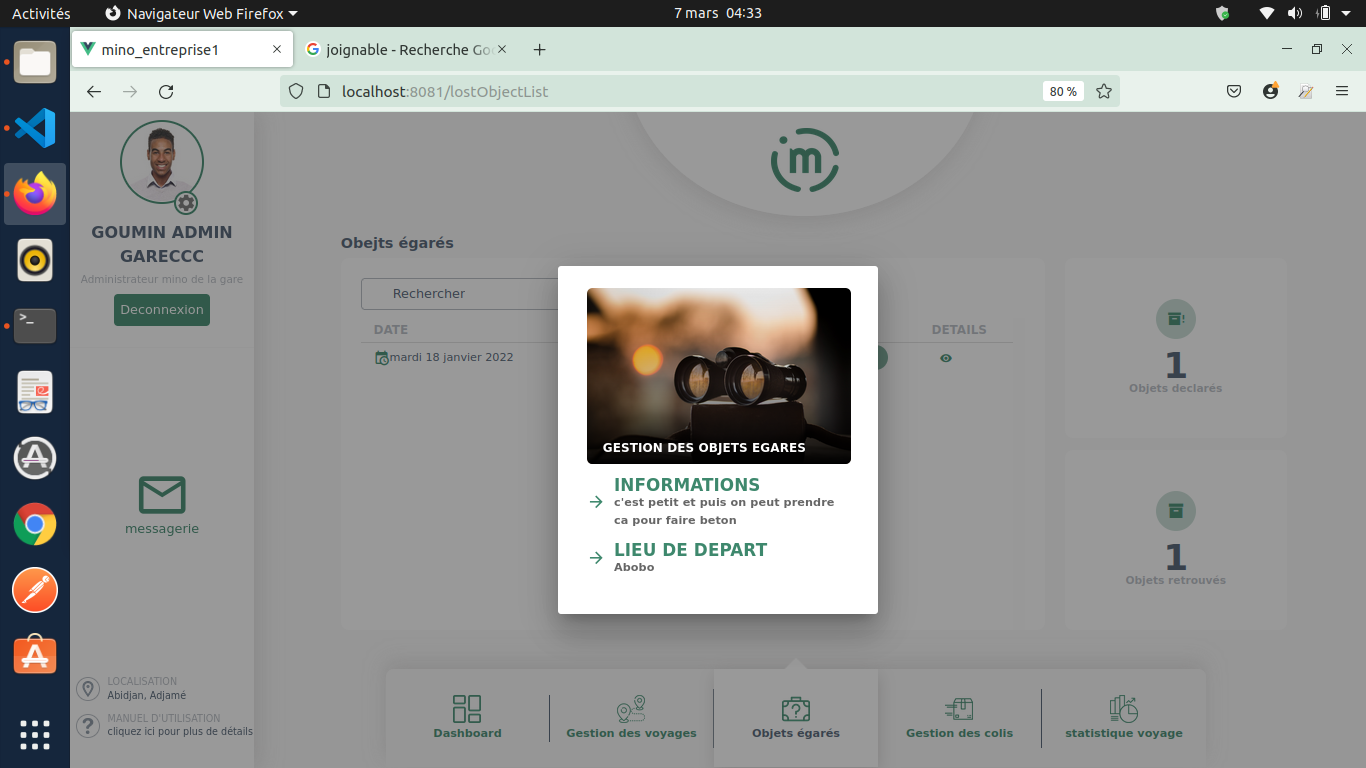 Activités
Navigateur Web Firefox
7 mars 04:33
mino_entreprise1
joignable - Recherche Goo
localhost:8081/lostObjectList
80 %
GOUMIN ADMIN
GARECCC
Administrateur mino de la gare
Deconnexion
messagerie
LOCALISATION
Abidjan, Adjamé
MANUEL D'UTILISATION
cliquez ici pour plus de détails
im
Obejts égarés
Rechercher
DATE
DETAILS
mardi 18 janvier 2022
GESTION DES OBJETS EGARES
INFORMATIONS
c'est petit et puis on peut prendre
ca pour faire beton
LIEU DE DEPART
Abobo
1
Objets declarés
1
Objets retrouvés
Dashboard
Gestion des voyages
Objets égarés
Gestion des colis
statistique voyage